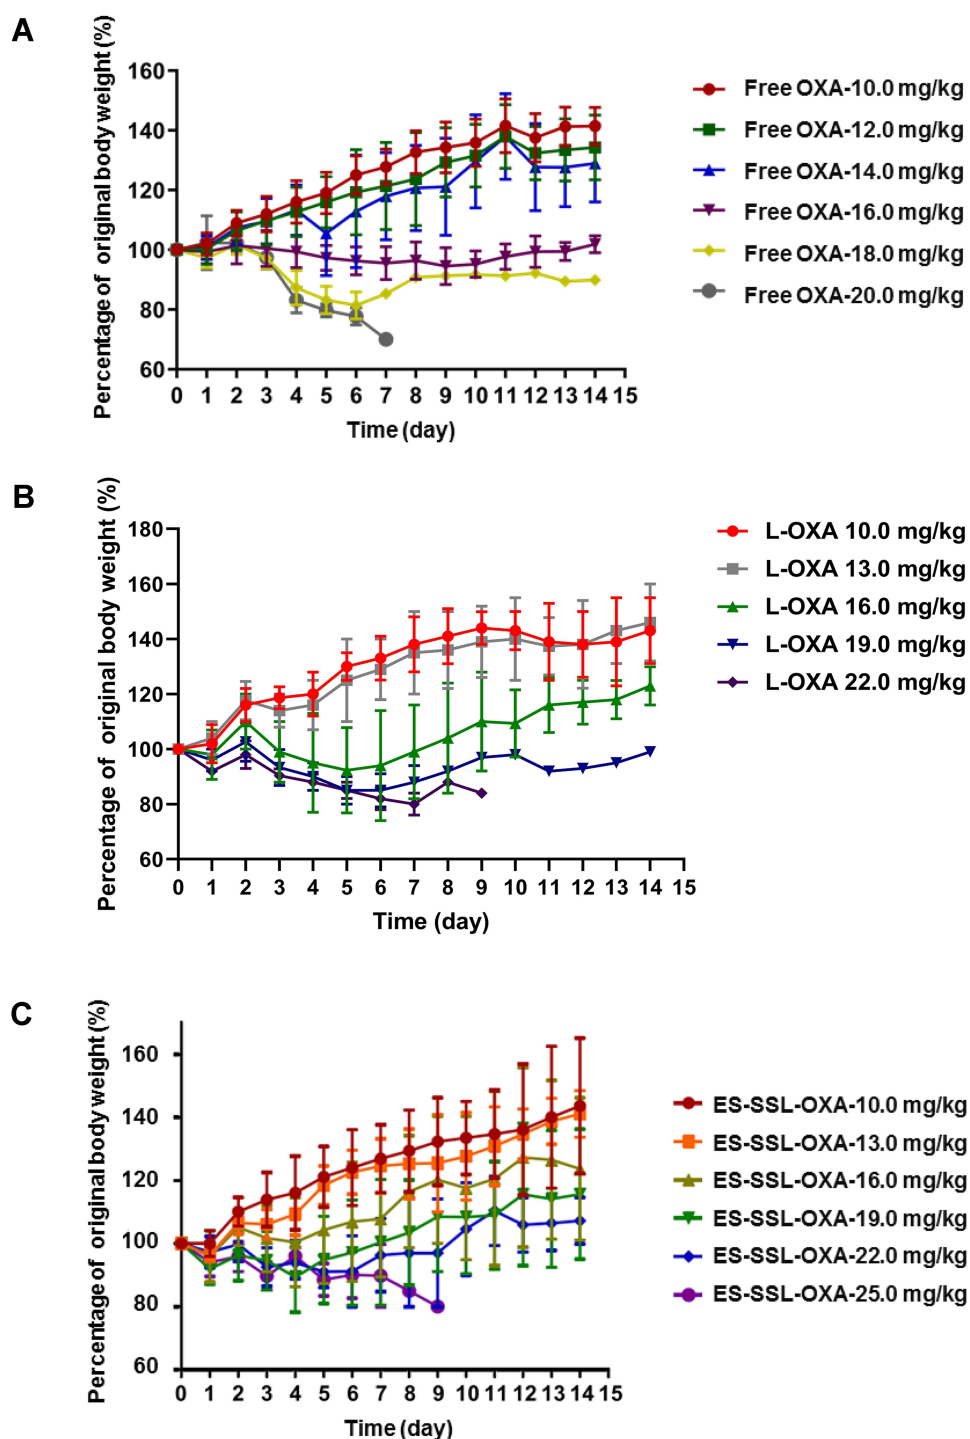 A
Percentage of original body weight (%)
160
140
120
100
80
60
0 1 2 3 4 5 6 7 8 9 10 11 12 13 14 15
Time (day)
Free OXA-10.0 mg/kg
Free OXA-12.0 mg/kg
Free OXA-14.0 mg/kg
Free OXA-16.0 mg/kg
Free OXA-18.0 mg/kg
Free OXA-20.0 mg/kg
B
Percentage of original body weight (%)
180
160
140
120
100
80
60
0 1 2 3 4 5 6 7 8 9 10 11 12 13 14 15
Time (day)
L-OXA 10.0 mg/kg
L-OXA 13.0 mg/kg
L-OXA 16.0 mg/kg
L-OXA 19.0 mg/kg
L-OXA 22.0 mg/kg
C
Percentage of original body weight (%)
160
140
120
100
80
60
0 1 2 3 4 5 6 7 8 9 10 11 12 13 14 15
Time (day)
ES-SSL-OXA-10.0 mg/kg
ES-SSL-OXA-13.0 mg/kg
ES-SSL-OXA-16.0 mg/kg
ES-SSL-OXA-19.0 mg/kg
ES-SSL-OXA-22.0 mg/kg
ES-SSL-OXA-25.0 mg/kg